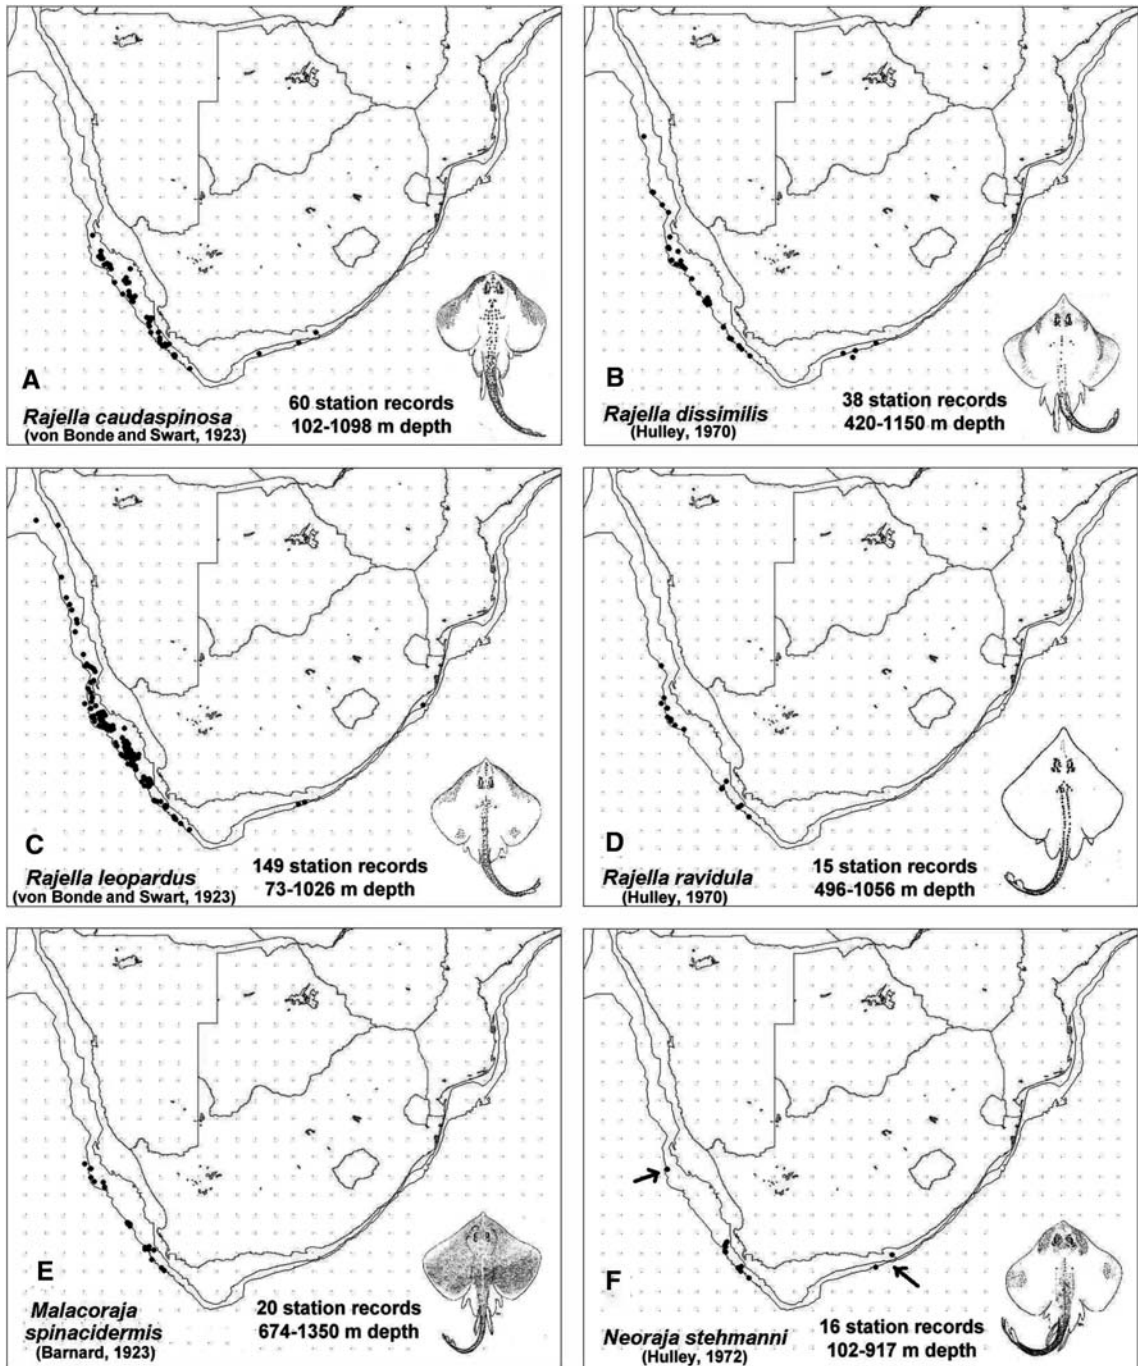 A
Rajella caudaspinosa
(von Bonde and Swart, 1923)
60 station records
102-1098 m depth
B
Rajella dissimilis
(Hulley, 1970)
38 station records
420-1150 m depth
C
Rajella leopardus
(von Bonde and Swart, 1923)
149 station records
73-1026 m depth
D
Rajella ravidula
(Hulley, 1970)
15 station records
496-1056 m depth
E
Malacoraja
spinacidermis
(Barnard, 1923)
20 station records
674-1350 m depth
F
Neoraja stehmanni
(Hulley, 1972)
16 station records
102-917 m depth